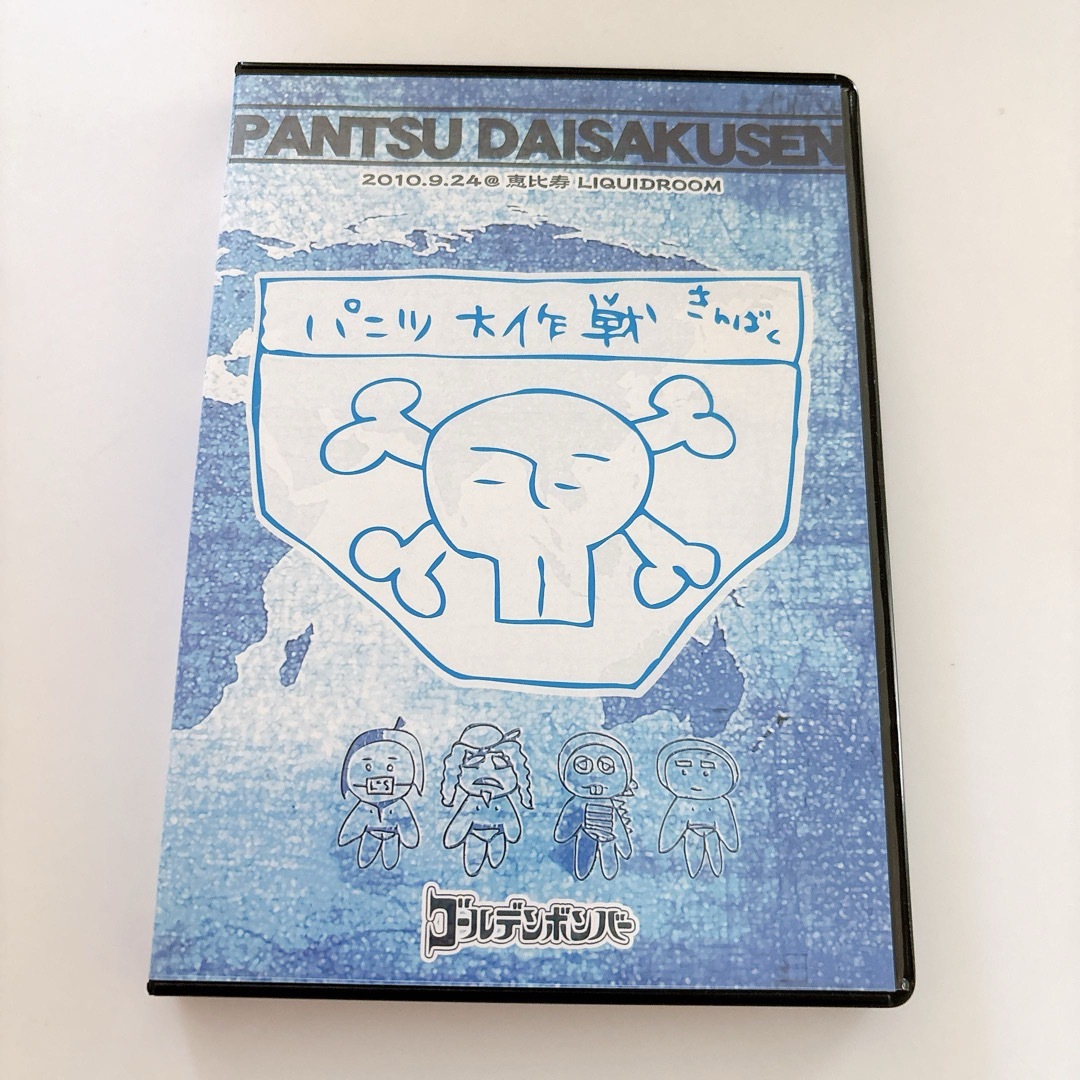 PANTSU DAISAKUSEN
2010.9.24@ 恵比寿 LIQUIDROOM
パンツ 大作戦 きんばく
ゴールデンボンバー